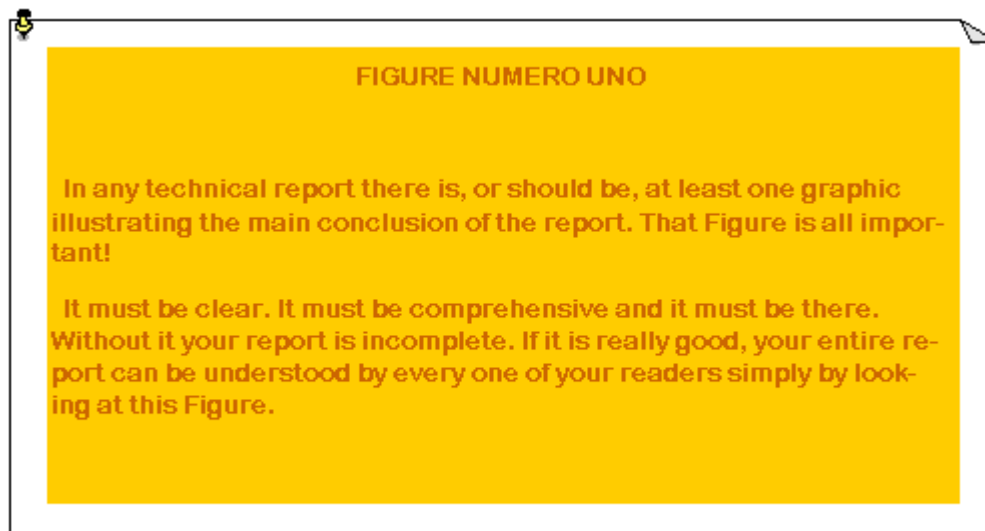 FIGURE NUMERO UNO
In any technical report there is, or should be, at least one graphic
illustrating the main conclusion of the report. That Figure is all impor-
tant!
It must be clear. It must be comprehensive and it must be there.
Without it your report is incomplete. If it is really good, your entire re-
port can be understood by every one of your readers simply by look-
ing at this Figure.